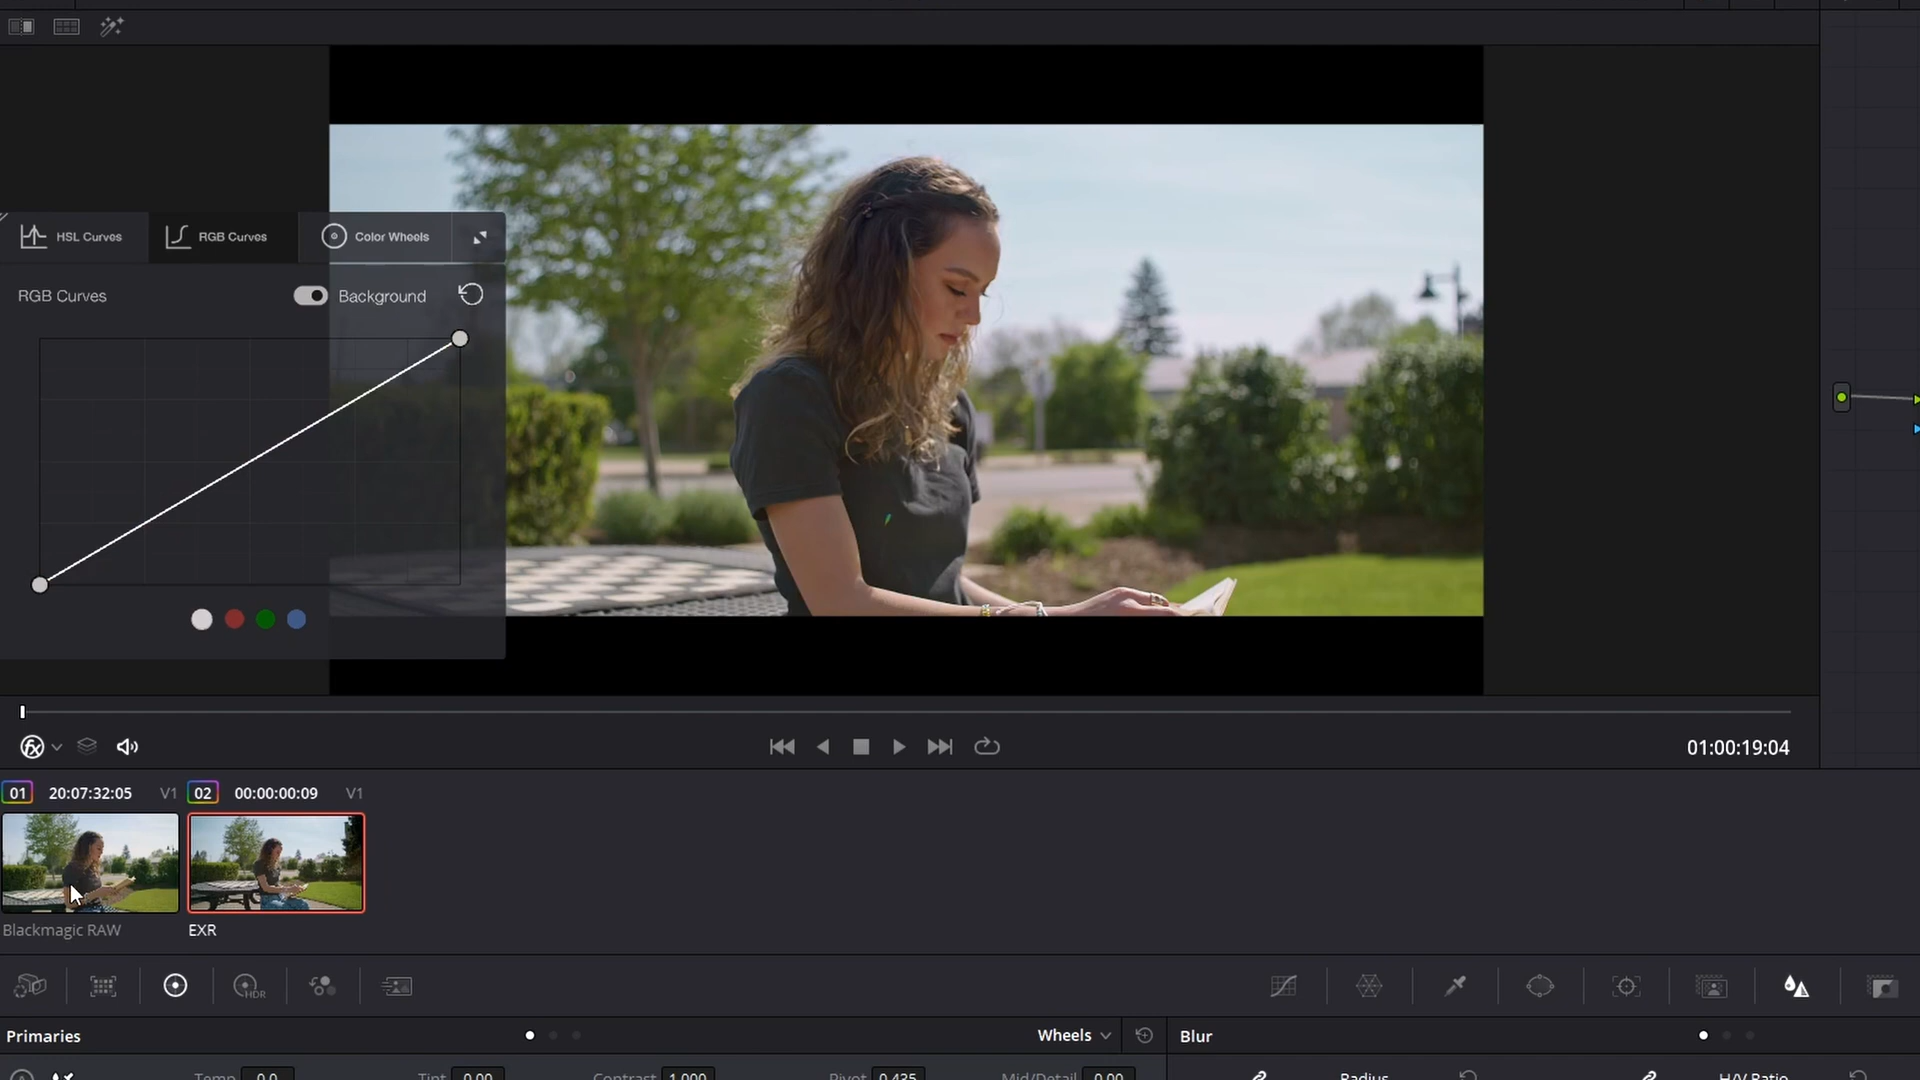 HSL Curves
RGB Curves
Color Wheels
RGB Curves
Background
01:00:19:04
01 20:07:32:05 V1
02 00:00:00:09 V1
Blackmagic RAW
EXR
HDR
Primaries
Wheels
Blur
Temp 0.0
Tint 0.00
Contrast 1.000
Pivot 0.435
Mid/Detail 0.00
Radius
H/V Ratio